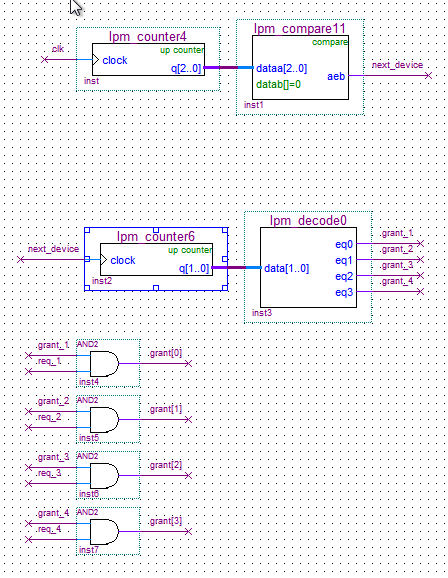 lpm_counter4
lpm_compare11
clk
up counter
compare
clock
q[2..0]
dataa[2..0]
datab[]=0
aeb
next_device
inst
inst1
lpm_counter6
lpm_decode0
next_device
up counter
clock
q[1..0]
data[1..0]
eq0
eq1
eq2
eq3
grant_1
grant_2
grant_3
grant_4
inst2
inst3
grant_1
req_1
AND2
grant[0]
inst4
grant_2
req_2
AND2
grant[1]
inst5
grant_3
req_3
AND2
grant[2]
inst6
grant_4
req_4
AND2
grant[3]
inst7